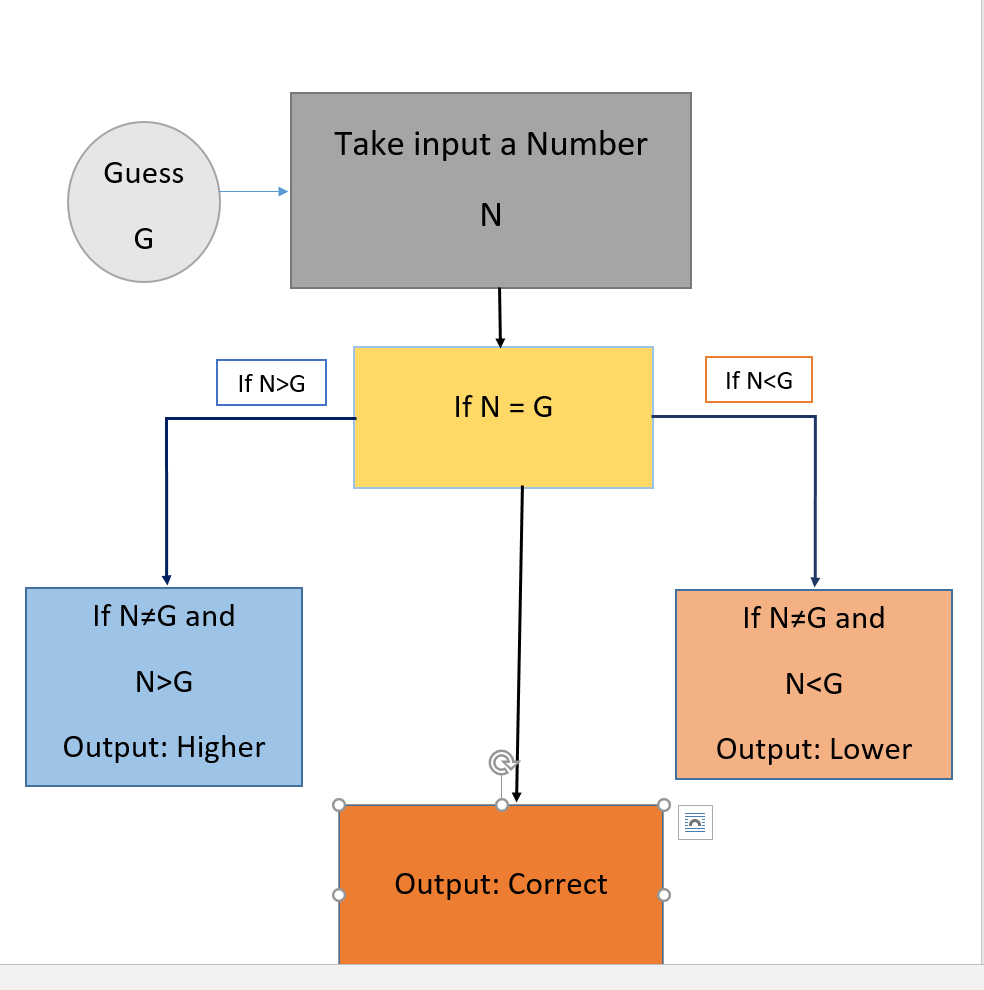 Guess
G
Take input a Number
N
If N>G
If N = G
If N<G
If N≠G and
N>G
Output: Higher
If N≠G and
N<G
Output: Lower
Output: Correct